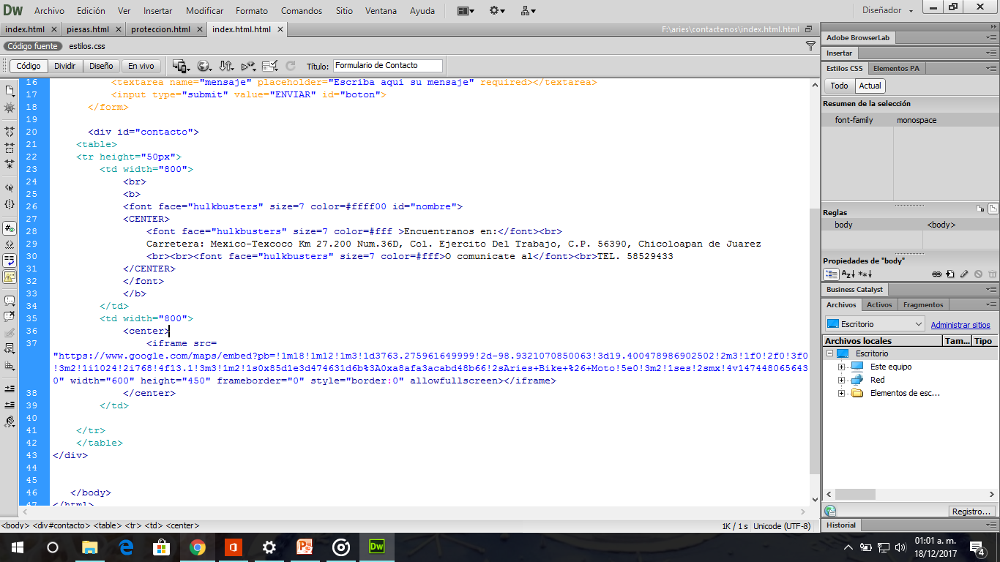 Dw Archivo Edición Ver Insertar Modificar Formato Comandos Sitio Ventana Ayuda Diseñador
index.html piesas.html proteccion.html index.html.html F:\aries\contactenos\index.html.html
Código fuente estilos.css
Código Dividir Diseño En vivo Título: Formulario de Contacto
16 <textarea name="mensaje" placeholder="Escriba aqui su mensaje" required></textarea>
17 <input type="submit" value="ENVIAR" id="boton">
18 </form>
19
20 <div id="contacto">
21 <table>
22 <tr height="50px">
23 <td width="800">
24 <br>
25 <b>
26 <font face="hulkbusters" size=7 color=#ffff00 id="nombre">
27 <CENTER>
28 <font face="hulkbusters" size=7 color=#fff >Encuentranos en:</font><br>
29 Carretera: Mexico-Texcoco Km 27.200 Num.36D, Col. Ejercito Del Trabajo, C.P. 56390, Chicoloapan de Juarez
30 <br><br><font face="hulkbusters" size=7 color=#fff>O comunicate al</font><br>TEL. 58529433
31 </CENTER>
32 </font>
33 </b>
34 </td>
35 <td width="800">
36 <center>
37 <iframe src=
"https://www.google.com/maps/embed?pb=!1m18!1m12!1m3!1d3763.275961649999!2d-98.9321070850063!3d19.400478986902502!2m3!1f0!2f0!3f0
!3m2!1i1024!2i768!4f13.1!3m3!1m2!1s0x85d1e3d474631d6b%3A0xa8afa3acabd48b66!2sAries+Bike+%26+Moto!5e0!3m2!1ses!2smx!4v147448065643
0" width="600" height="450" frameborder="0" style="border:0" allowfullscreen></iframe>
38 </center>
39 </td>
40
41 </tr>
42 </table>
43 </div>
44
45
46 </body>
47 </html>
<body> <div#contacto> <table> <tr> <td> <center> 1K / 1 s Unicode (UTF-8)
Adobe BrowserLab
Insertar
Estilos CSS Elementos PA
Todo Actual
Resumen de la selección
font-family monospace
Reglas
body <body>
Propiedades de "body"
Business Catalyst
Archivos Activos Fragmentos
Escritorio Administrar sitios
Archivos locales Tam... Tipo
Escritorio
Este equipo
Red
Elementos de esc...
Registro...
Historial
01:01 a. m.
18/12/2017
4